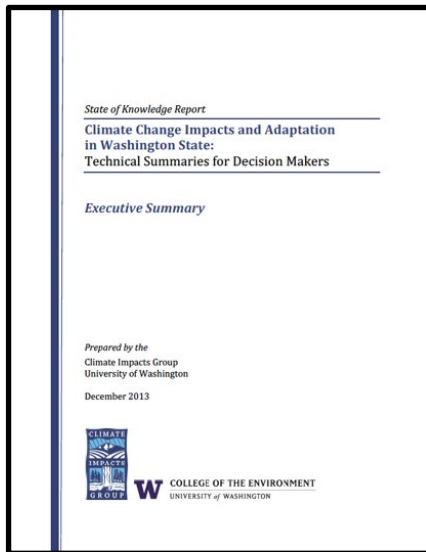 State of Knowledge Report
Climate Change Impacts and Adaptation
in Washington State:
Technical Summaries for Decision Makers
Executive Summary
Prepared by the
Climate Impacts Group
University of Washington
December 2013
CLIMATE
IMPACTS
GROUP
W
COLLEGE OF THE ENVIRONMENT
UNIVERSITY of WASHINGTON